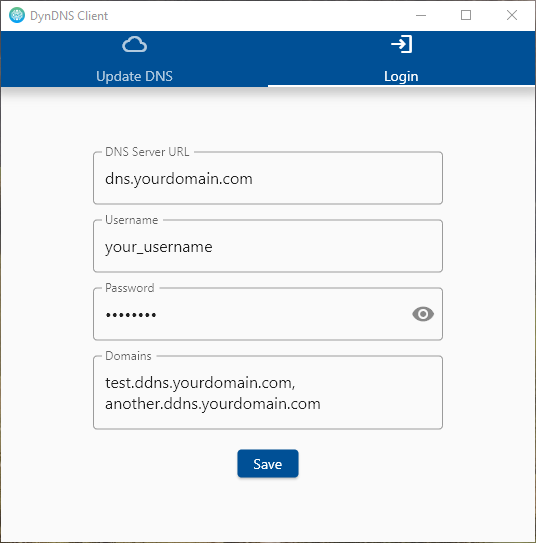 DynDNS Client
Update DNS
Login
DNS Server URL
dns.yourdomain.com
Username
your_username
Password
••••••••
Domains
test.ddns.yourdomain.com,
another.ddns.yourdomain.com
Save